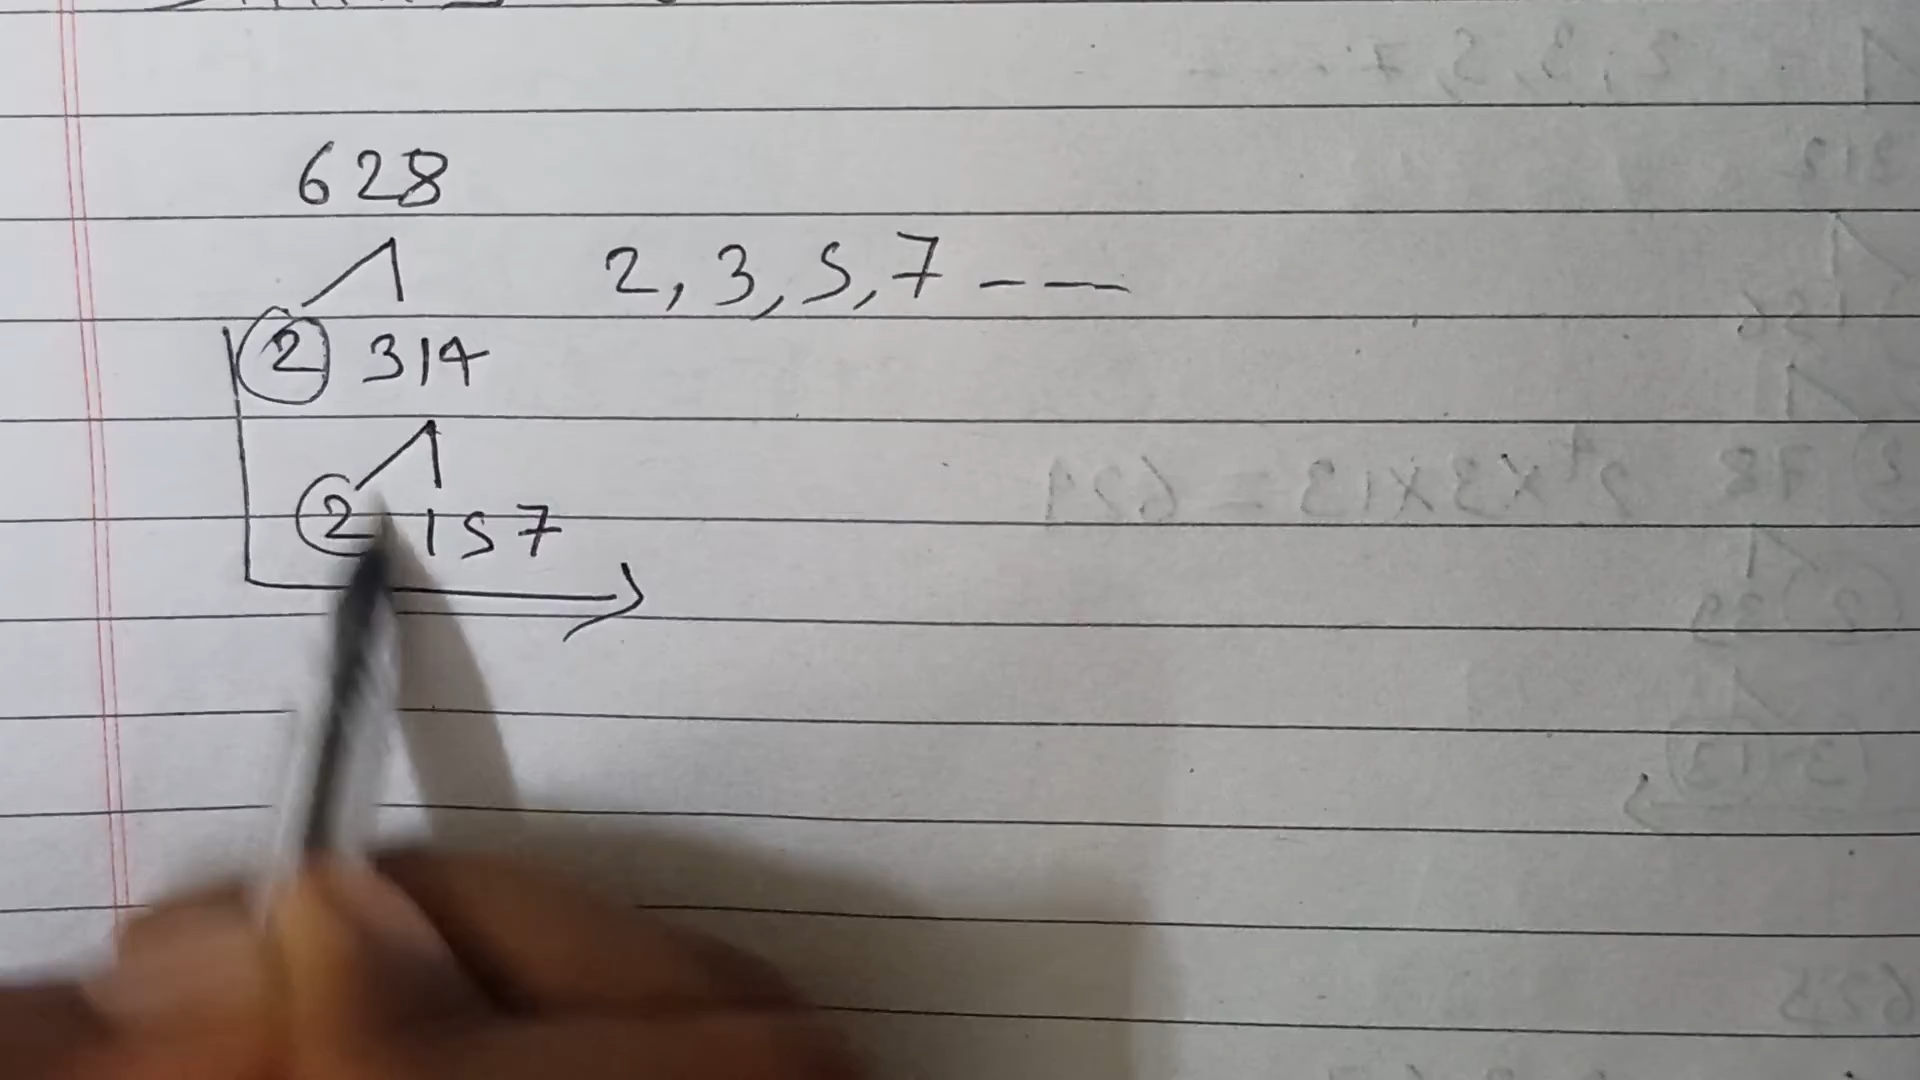 628
2, 3, 5, 7 — —
2 314
2 157